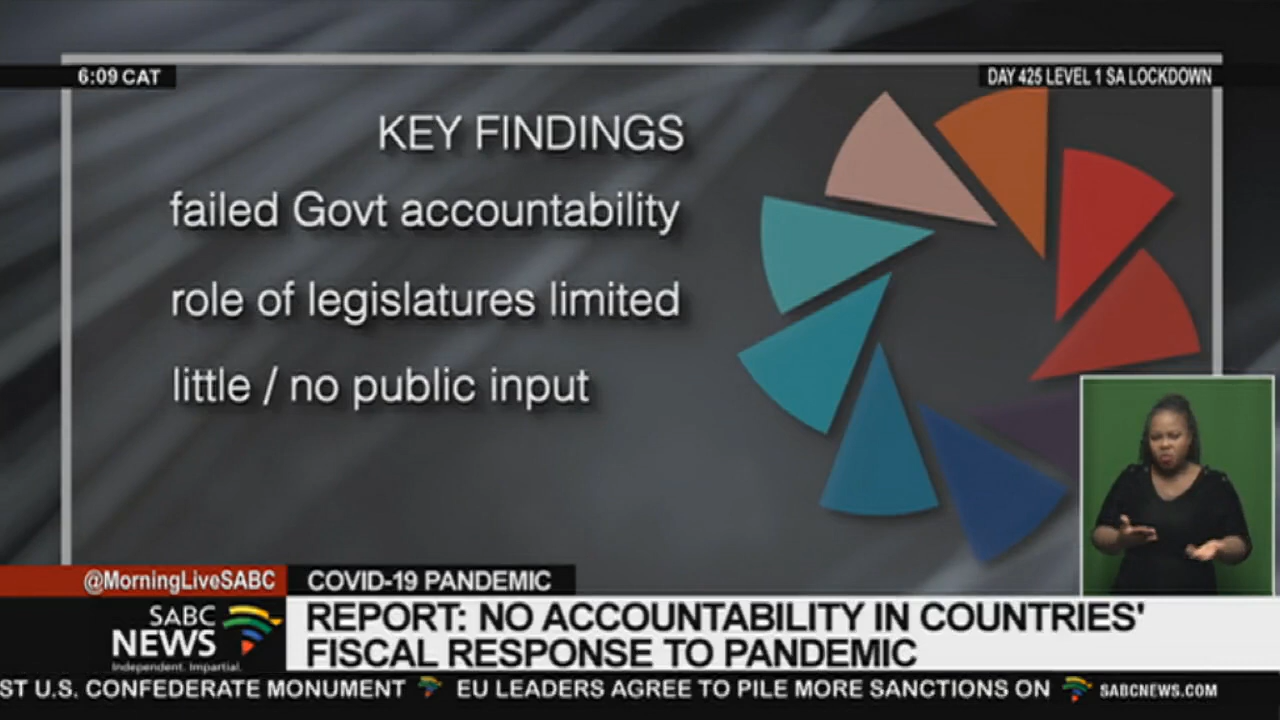 6:09 CAT
DAY 425 LEVEL 1 SA LOCKDOWN
KEY FINDINGS
failed Govt accountability
role of legislatures limited
little / no public input
@MorningLiveSABC
COVID-19 PANDEMIC
SABC
NEWS
Independent. Impartial.
REPORT: NO ACCOUNTABILITY IN COUNTRIES'
FISCAL RESPONSE TO PANDEMIC
ST U.S. CONFEDERATE MONUMENT EU LEADERS AGREE TO PILE MORE SANCTIONS ON SABCNEWS.COM